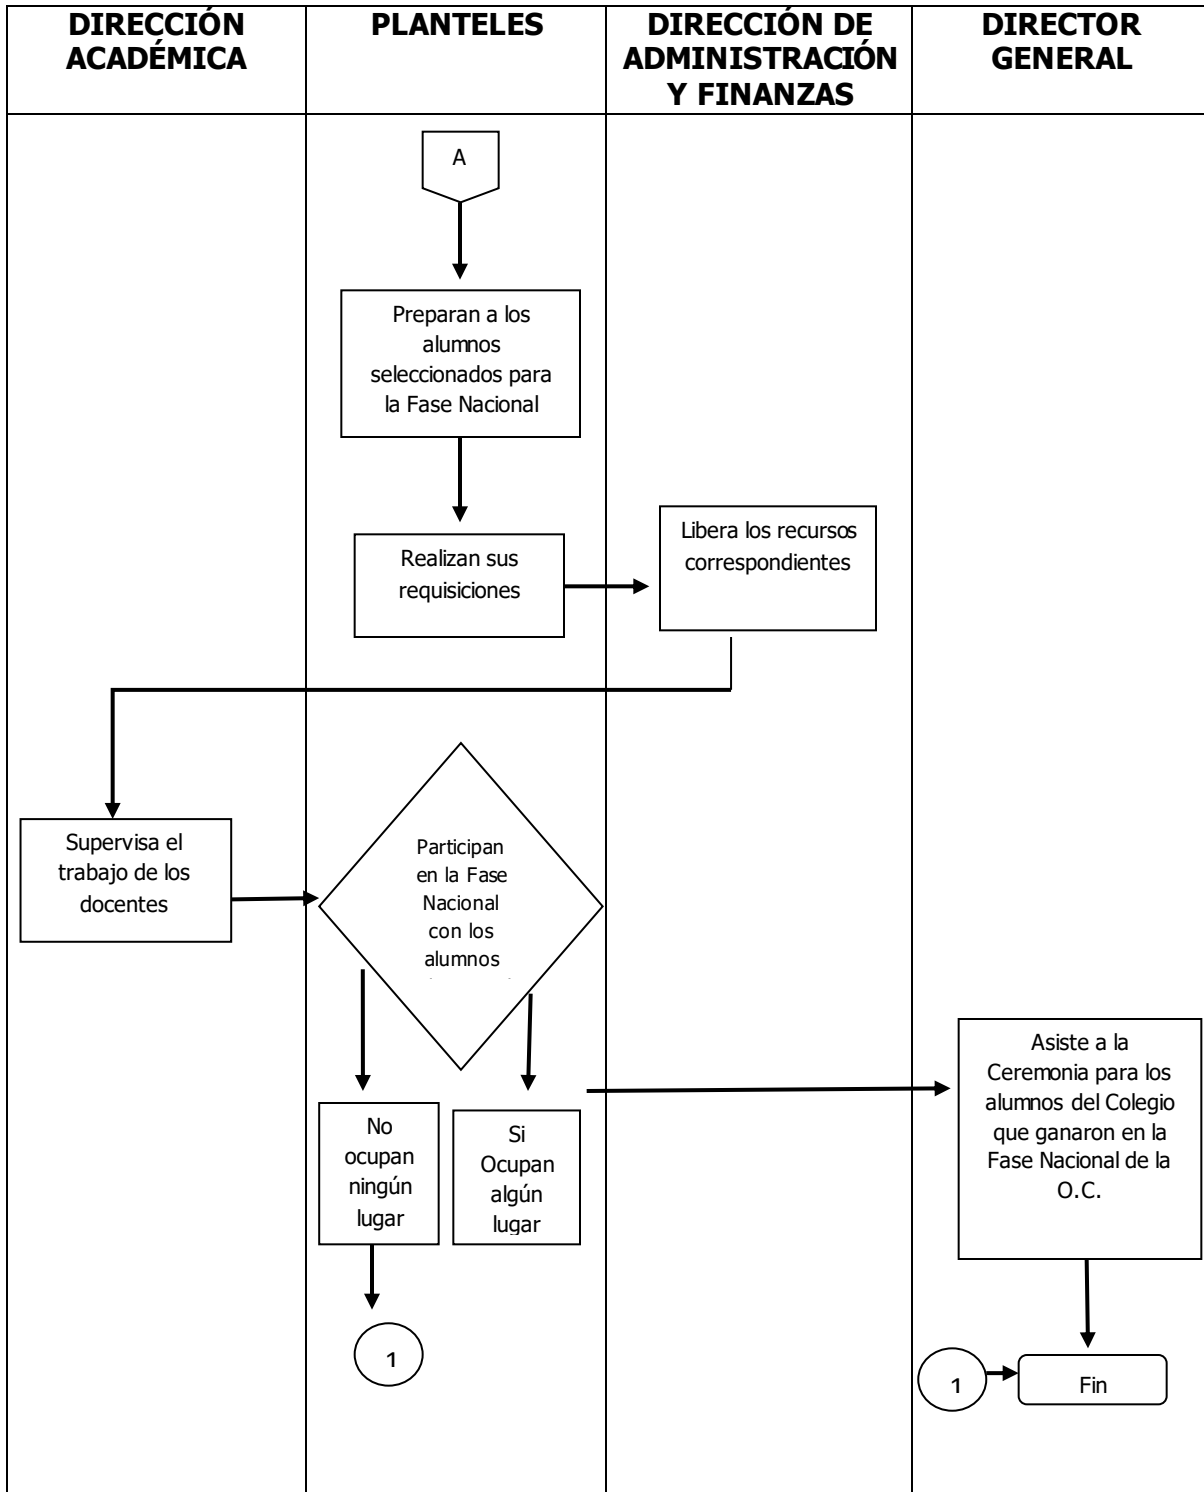 DIRECCIÓN
ACADÉMICA
PLANTELES
DIRECCIÓN DE
ADMINISTRACIÓN
Y FINANZAS
DIRECTOR
GENERAL
A
Preparan a los
alumnos
seleccionados para
la Fase Nacional
Realizan sus
requisiciones
Libera los recursos
correspondientes
Supervisa el
trabajo de los
docentes
Participan
en la Fase
Nacional
con los
alumnos
No
ocupan
ningún
lugar
Si
Ocupan
algún
lugar
Asiste a la
Ceremonia para los
alumnos del Colegio
que ganaron en la
Fase Nacional de la
O.C.
1
1
Fin